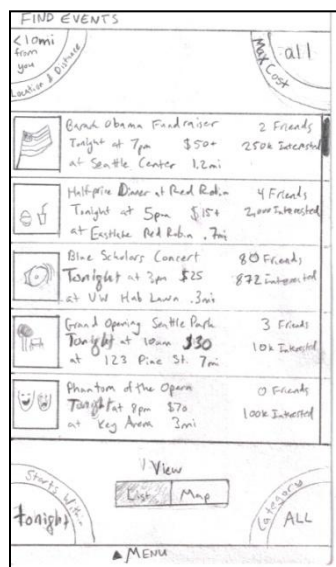 FIND EVENTS
<10mi
from
you
Location & Distance
Max Cost
all
Barack Obama Fundraiser 2 Friends
Tonight at 7pm $50+ 250k Interested
at Seattle Center 1.2mi
Half-price Dinner at Red Robin 4 Friends
Tonight at 5pm $15+ 2,000 Interested
at Eastlake Red Robin .7mi
Blue Scholars Concert 80 Friends
Tonight at 3pm $25 872 interested
at UW Hub Lawn .3mi
Grand Opening Seattle Park 3 Friends
Tonight at 10am $30 10k Interested
at 123 Pine St. 7mi
Phantom of the Opera 0 Friends
Tonight at 8pm $70 100k Interested
at Key Arena 3mi
View
List Map
Starts Within
tonight
Category
ALL
▲ MENU